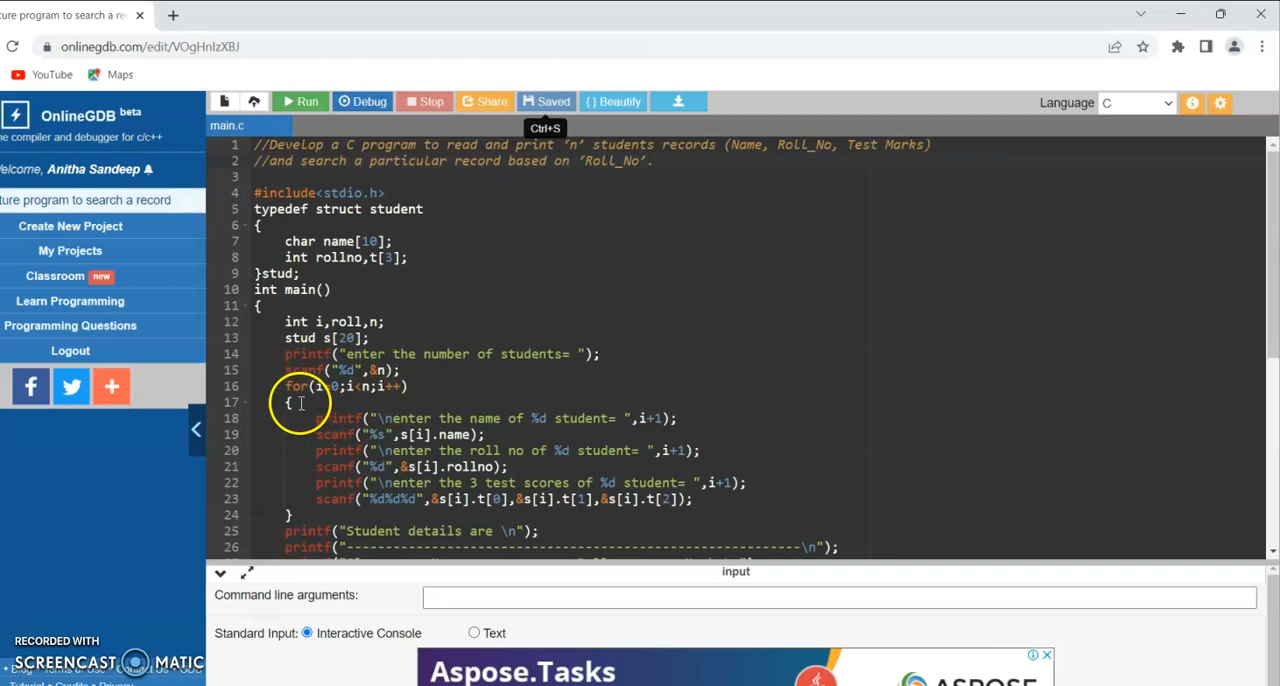 ture program to search a re
onlinegdb.com/edit/VOgHnIzXBJ
YouTube Maps
OnlineGDB beta
ne compiler and debugger for c/c++
elcome, Anitha Sandeep
ture program to search a record
Create New Project
My Projects
Classroom new
Learn Programming
Programming Questions
Logout
Run Debug Stop Share Saved {} Beautify
Language C
main.c
Ctrl+S
1 //Develop a C program to read and print ‘n’ students records (Name, Roll_No, Test Marks)
2 //and search a particular record based on ‘Roll_No’.
3
4 #include<stdio.h>
5 typedef struct student
6 {
7 char name[10];
8 int rollno,t[3];
9 }stud;
10 int main()
11 {
12 int i,roll,n;
13 stud s[20];
14 printf("enter the number of students= ");
15 scanf("%d",&n);
16 for(i=0;i<n;i++)
17 {
18 printf("\nenter the name of %d student= ",i+1);
19 scanf("%s",s[i].name);
20 printf("\nenter the roll no of %d student= ",i+1);
21 scanf("%d",&s[i].rollno);
22 printf("\nenter the 3 test scores of %d student= ",i+1);
23 scanf("%d%d%d",&s[i].t[0],&s[i].t[1],&s[i].t[2]);
24 }
25 printf("Student details are \n");
26 printf("-----------------------------------------------------------\n");
input
Command line arguments:
Standard Input: Interactive Console Text
Aspose.Tasks
ASPOSE
RECORDED WITH
SCREENCAST MATIC